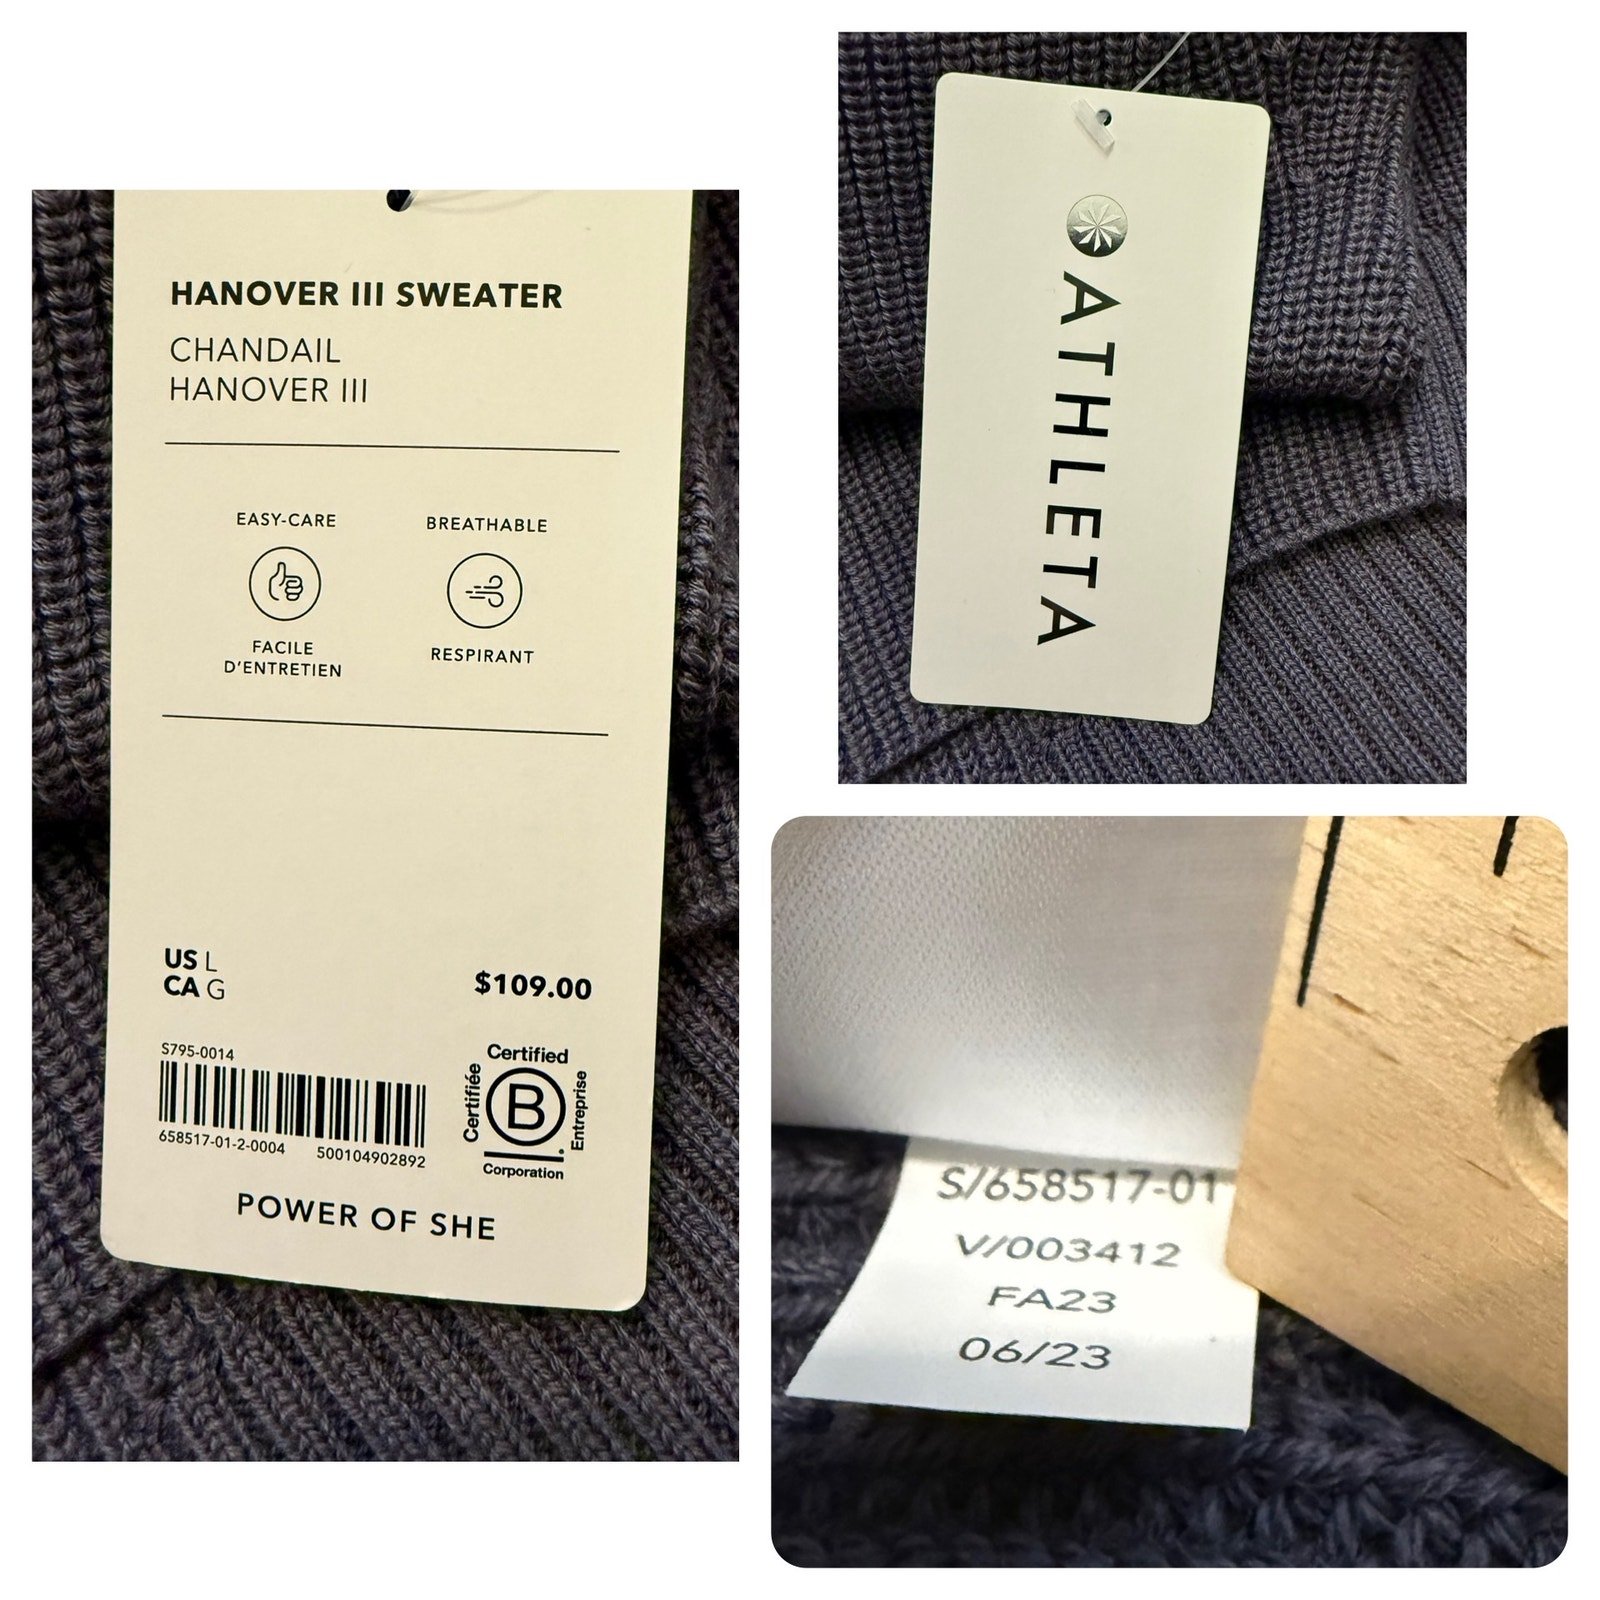 HANOVER III SWEATER
CHANDAIL
HANOVER III
EASY-CARE
FACILE
D'ENTRETIEN
BREATHABLE
RESPIRANT
US L
CA G
$109.00
S795-0014
658517-01-2-0004 500104902892
Certified
Certifiée
B
Entreprise
Corporation
POWER OF SHE
ATHLETA
S/658517-01
V/003412
FA23
06/23